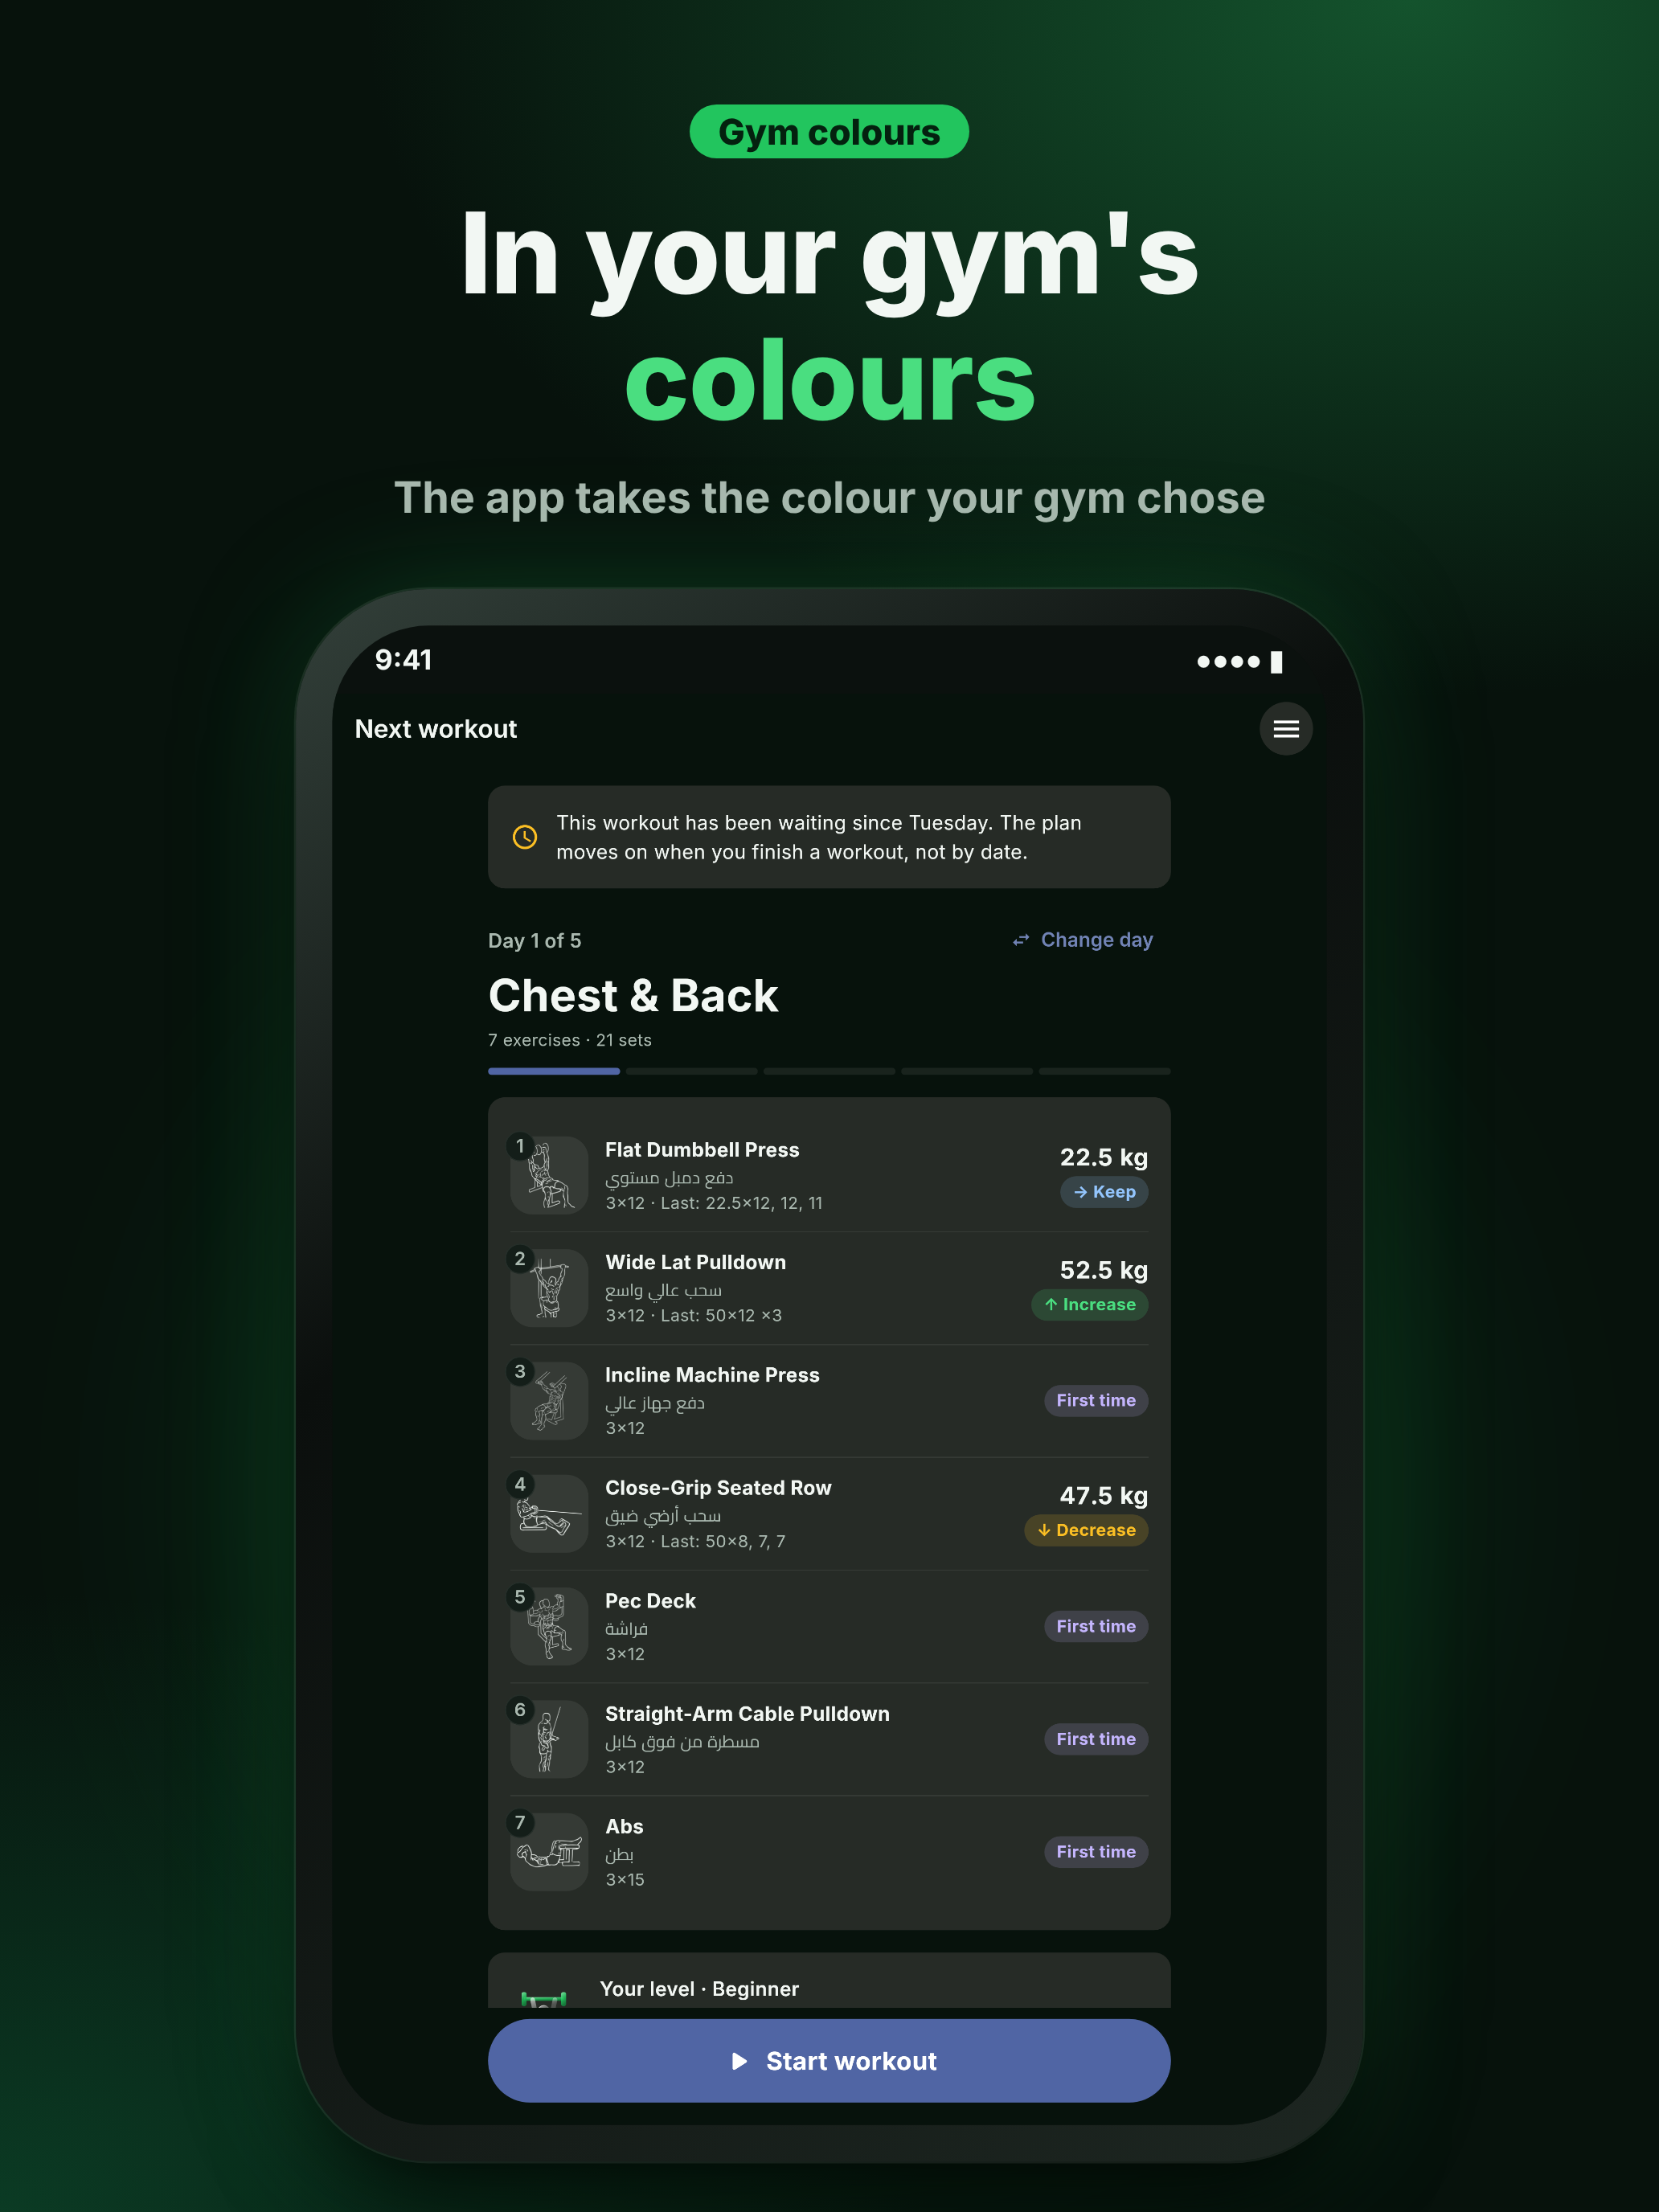 Gym colours
In your gym's
colours
The app takes the colour your gym chose
9:41
Next workout
This workout has been waiting since Tuesday. The plan
moves on when you finish a workout, not by date.
Day 1 of 5
Change day
Chest & Back
7 exercises · 21 sets
1
Flat Dumbbell Press
دفع دمبل مستوي
3×12 · Last: 22.5×12, 12, 11
22.5 kg
→ Keep
2
Wide Lat Pulldown
سحب عالي واسع
3×12 · Last: 50×12 ×3
52.5 kg
↑ Increase
3
Incline Machine Press
دفع جهاز عالي
3×12
First time
4
Close-Grip Seated Row
سحب أرضي ضيق
3×12 · Last: 50×8, 7, 7
47.5 kg
↓ Decrease
5
Pec Deck
فراشة
3×12
First time
6
Straight-Arm Cable Pulldown
مسطرة من فوق كابل
3×12
First time
7
Abs
بطن
3×15
First time
Your level · Beginner
Start workout